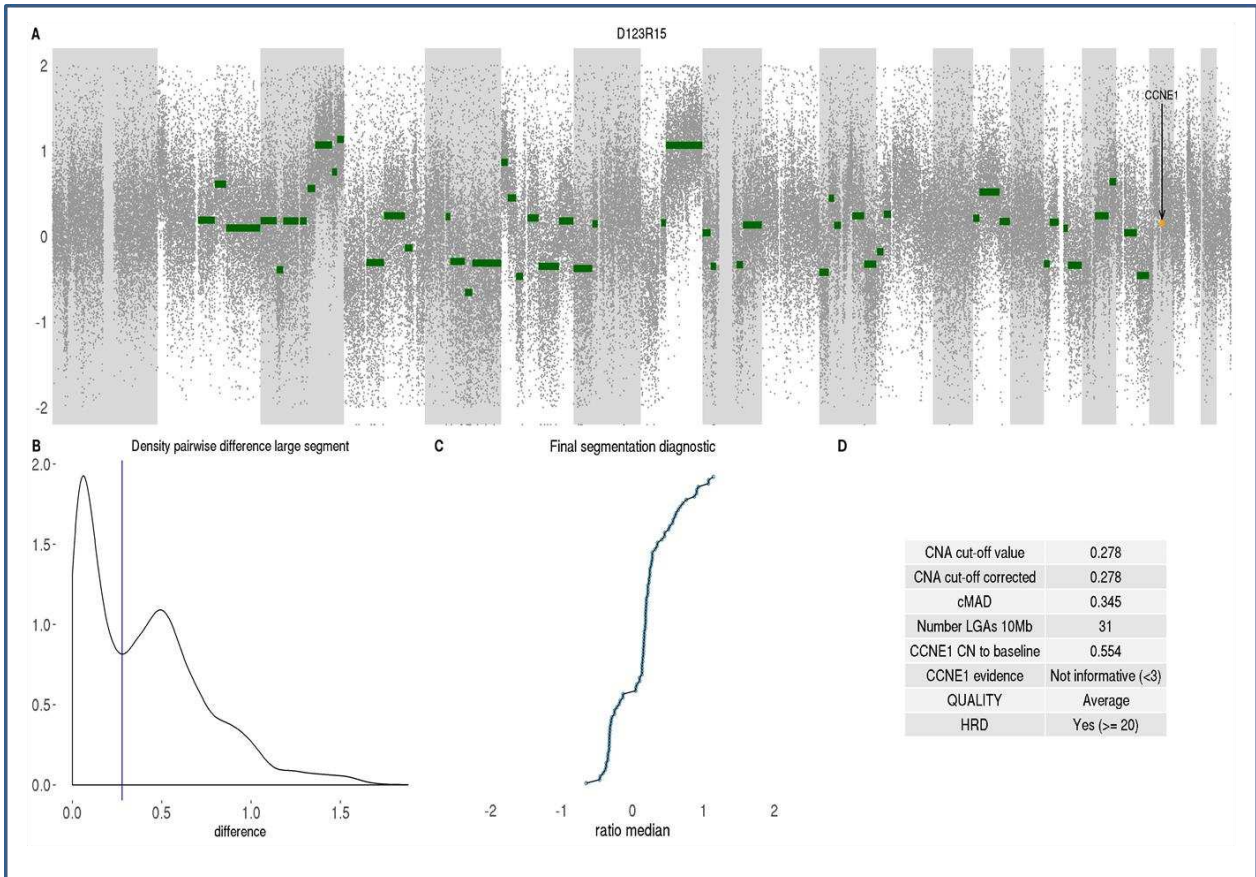 A
D123R15
2
1
0
-1
-2
CCNE1
B
Density pairwise difference large segment
2.0
1.5
1.0
0.5
0.0
0.0 0.5 1.0 1.5
difference
C
Final segmentation diagnostic
-2 -1 0 1 2
ratio median
D
CNA cut-off value 0.278
CNA cut-off corrected 0.278
cMAD 0.345
Number LGAs 10Mb 31
CCNE1 CN to baseline 0.554
CCNE1 evidence Not informative (<3)
QUALITY Average
HRD Yes (>= 20)